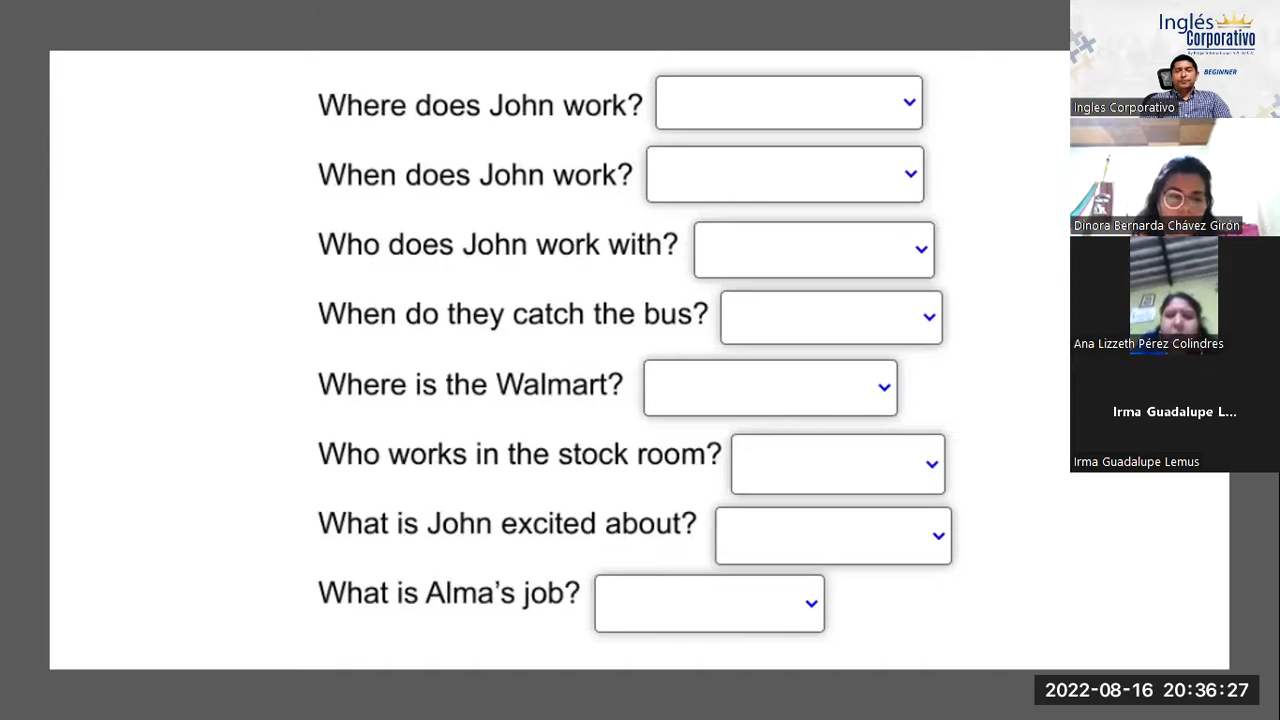 Where does John work?
When does John work?
Who does John work with?
When do they catch the bus?
Where is the Walmart?
Who works in the stock room?
What is John excited about?
What is Alma's job?
Inglés
Corporativo
BEGINNER
Ingles Corporativo
Dinora Bernarda Chávez Girón
Ana Lizzeth Pérez Colindres
Irma Guadalupe L...
Irma Guadalupe Lemus
2022-08-16 20:36:27